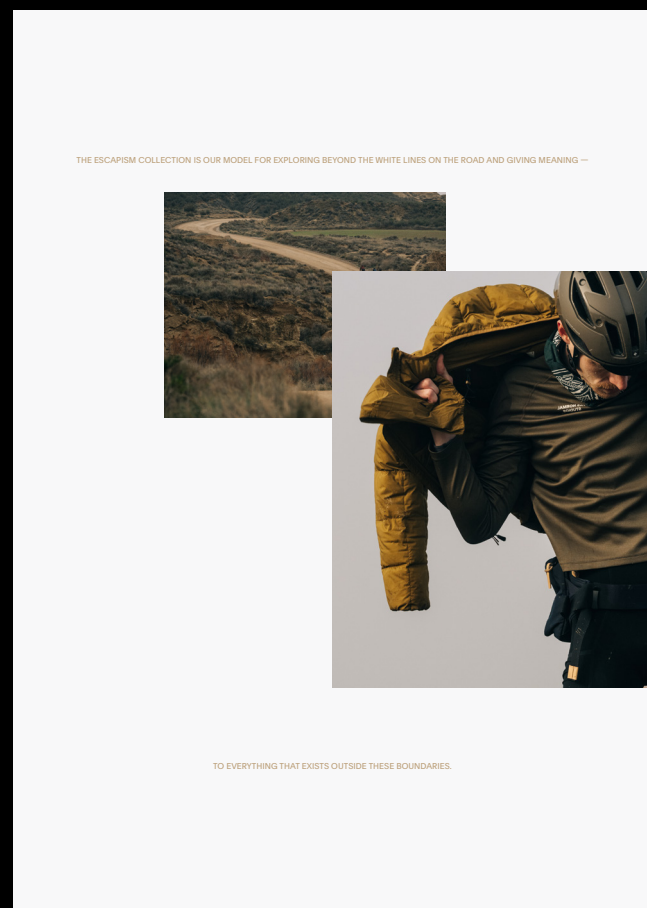 THE ESCAPISM COLLECTION IS OUR MODEL FOR EXPLORING BEYOND THE WHITE LINES ON THE ROAD AND GIVING MEANING —
TO EVERYTHING THAT EXISTS OUTSIDE THESE BOUNDARIES.